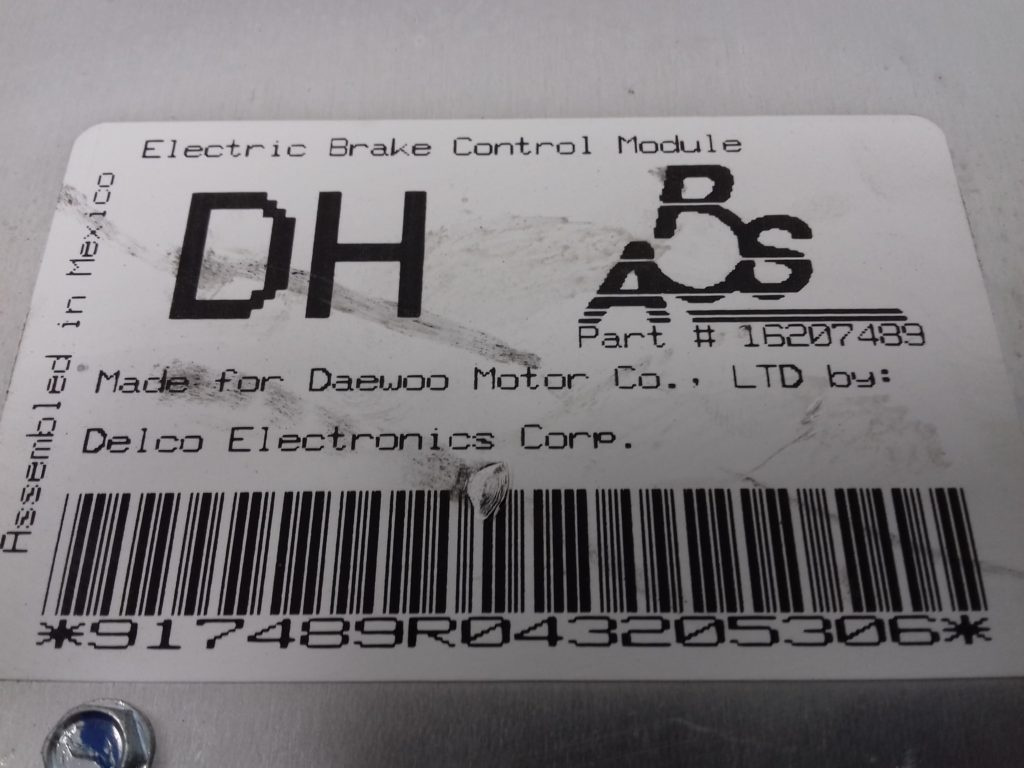 Electric Brake Control Module
Assembled in Mexico
DH
ABS
Part # 16207489
Made for Daewoo Motor Co., LTD by:
Delco Electronics Corp.
*917489R043205306*